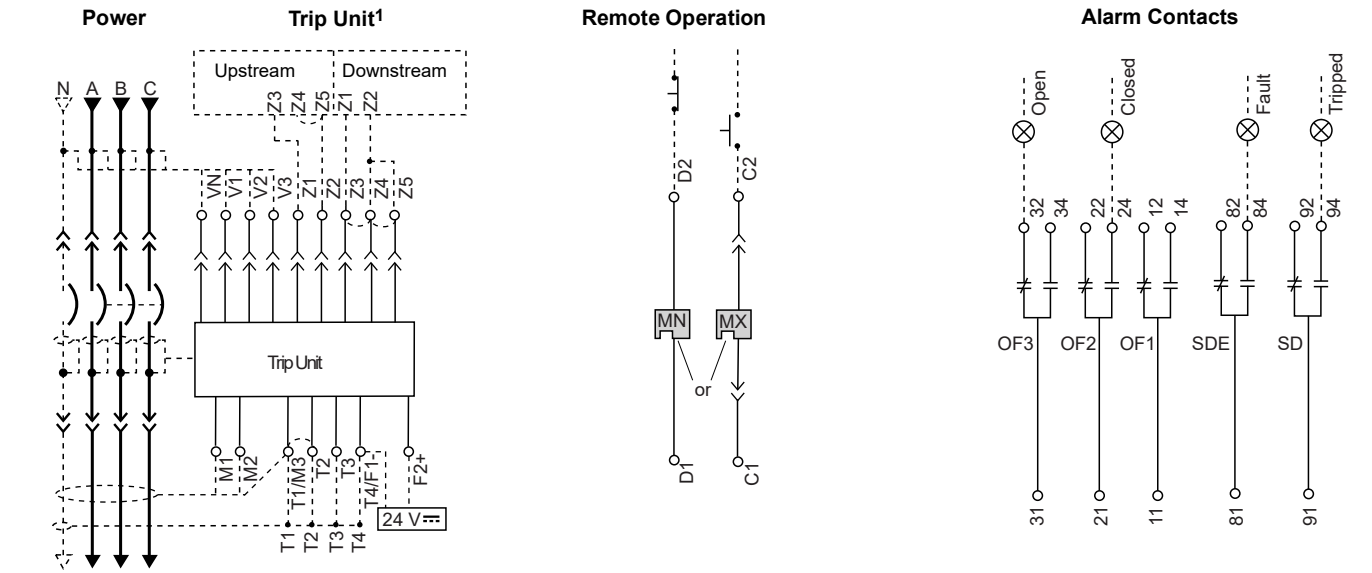 Power
Trip Unit1
Remote Operation
Alarm Contacts
Upstream
Downstream
Z3
Z4
Z5
Z1
Z2
N
A
B
C
VN
V1
V2
V3
Z1
Z2
Z3
Z4
Z5
Trip Unit
M1
M2
T1/M3
T2
T3
T4/F1-
F2+
24 V
T1
T2
T3
T4
D2
C2
MN
MX
or
D1
C1
Open
Closed
Fault
Tripped
32
34
22
24
12
14
82
84
92
94
OF3
OF2
OF1
SDE
SD
31
21
11
81
91